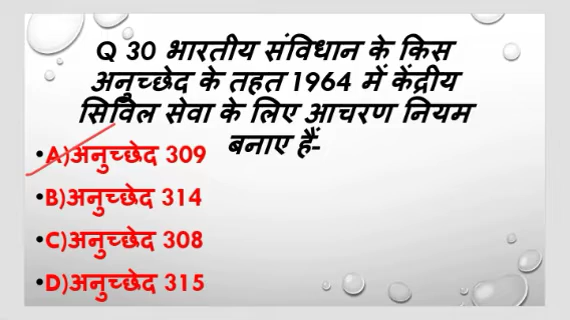 Q 30 भारतीय संविधान के किस
अनुच्छेद के तहत 1964 में केंद्रीय
सिविल सेवा के लिए आचरण नियम
बनाए हैं-
•A)अनुच्छेद 309
•B)अनुच्छेद 314
•C)अनुच्छेद 308
•D)अनुच्छेद 315